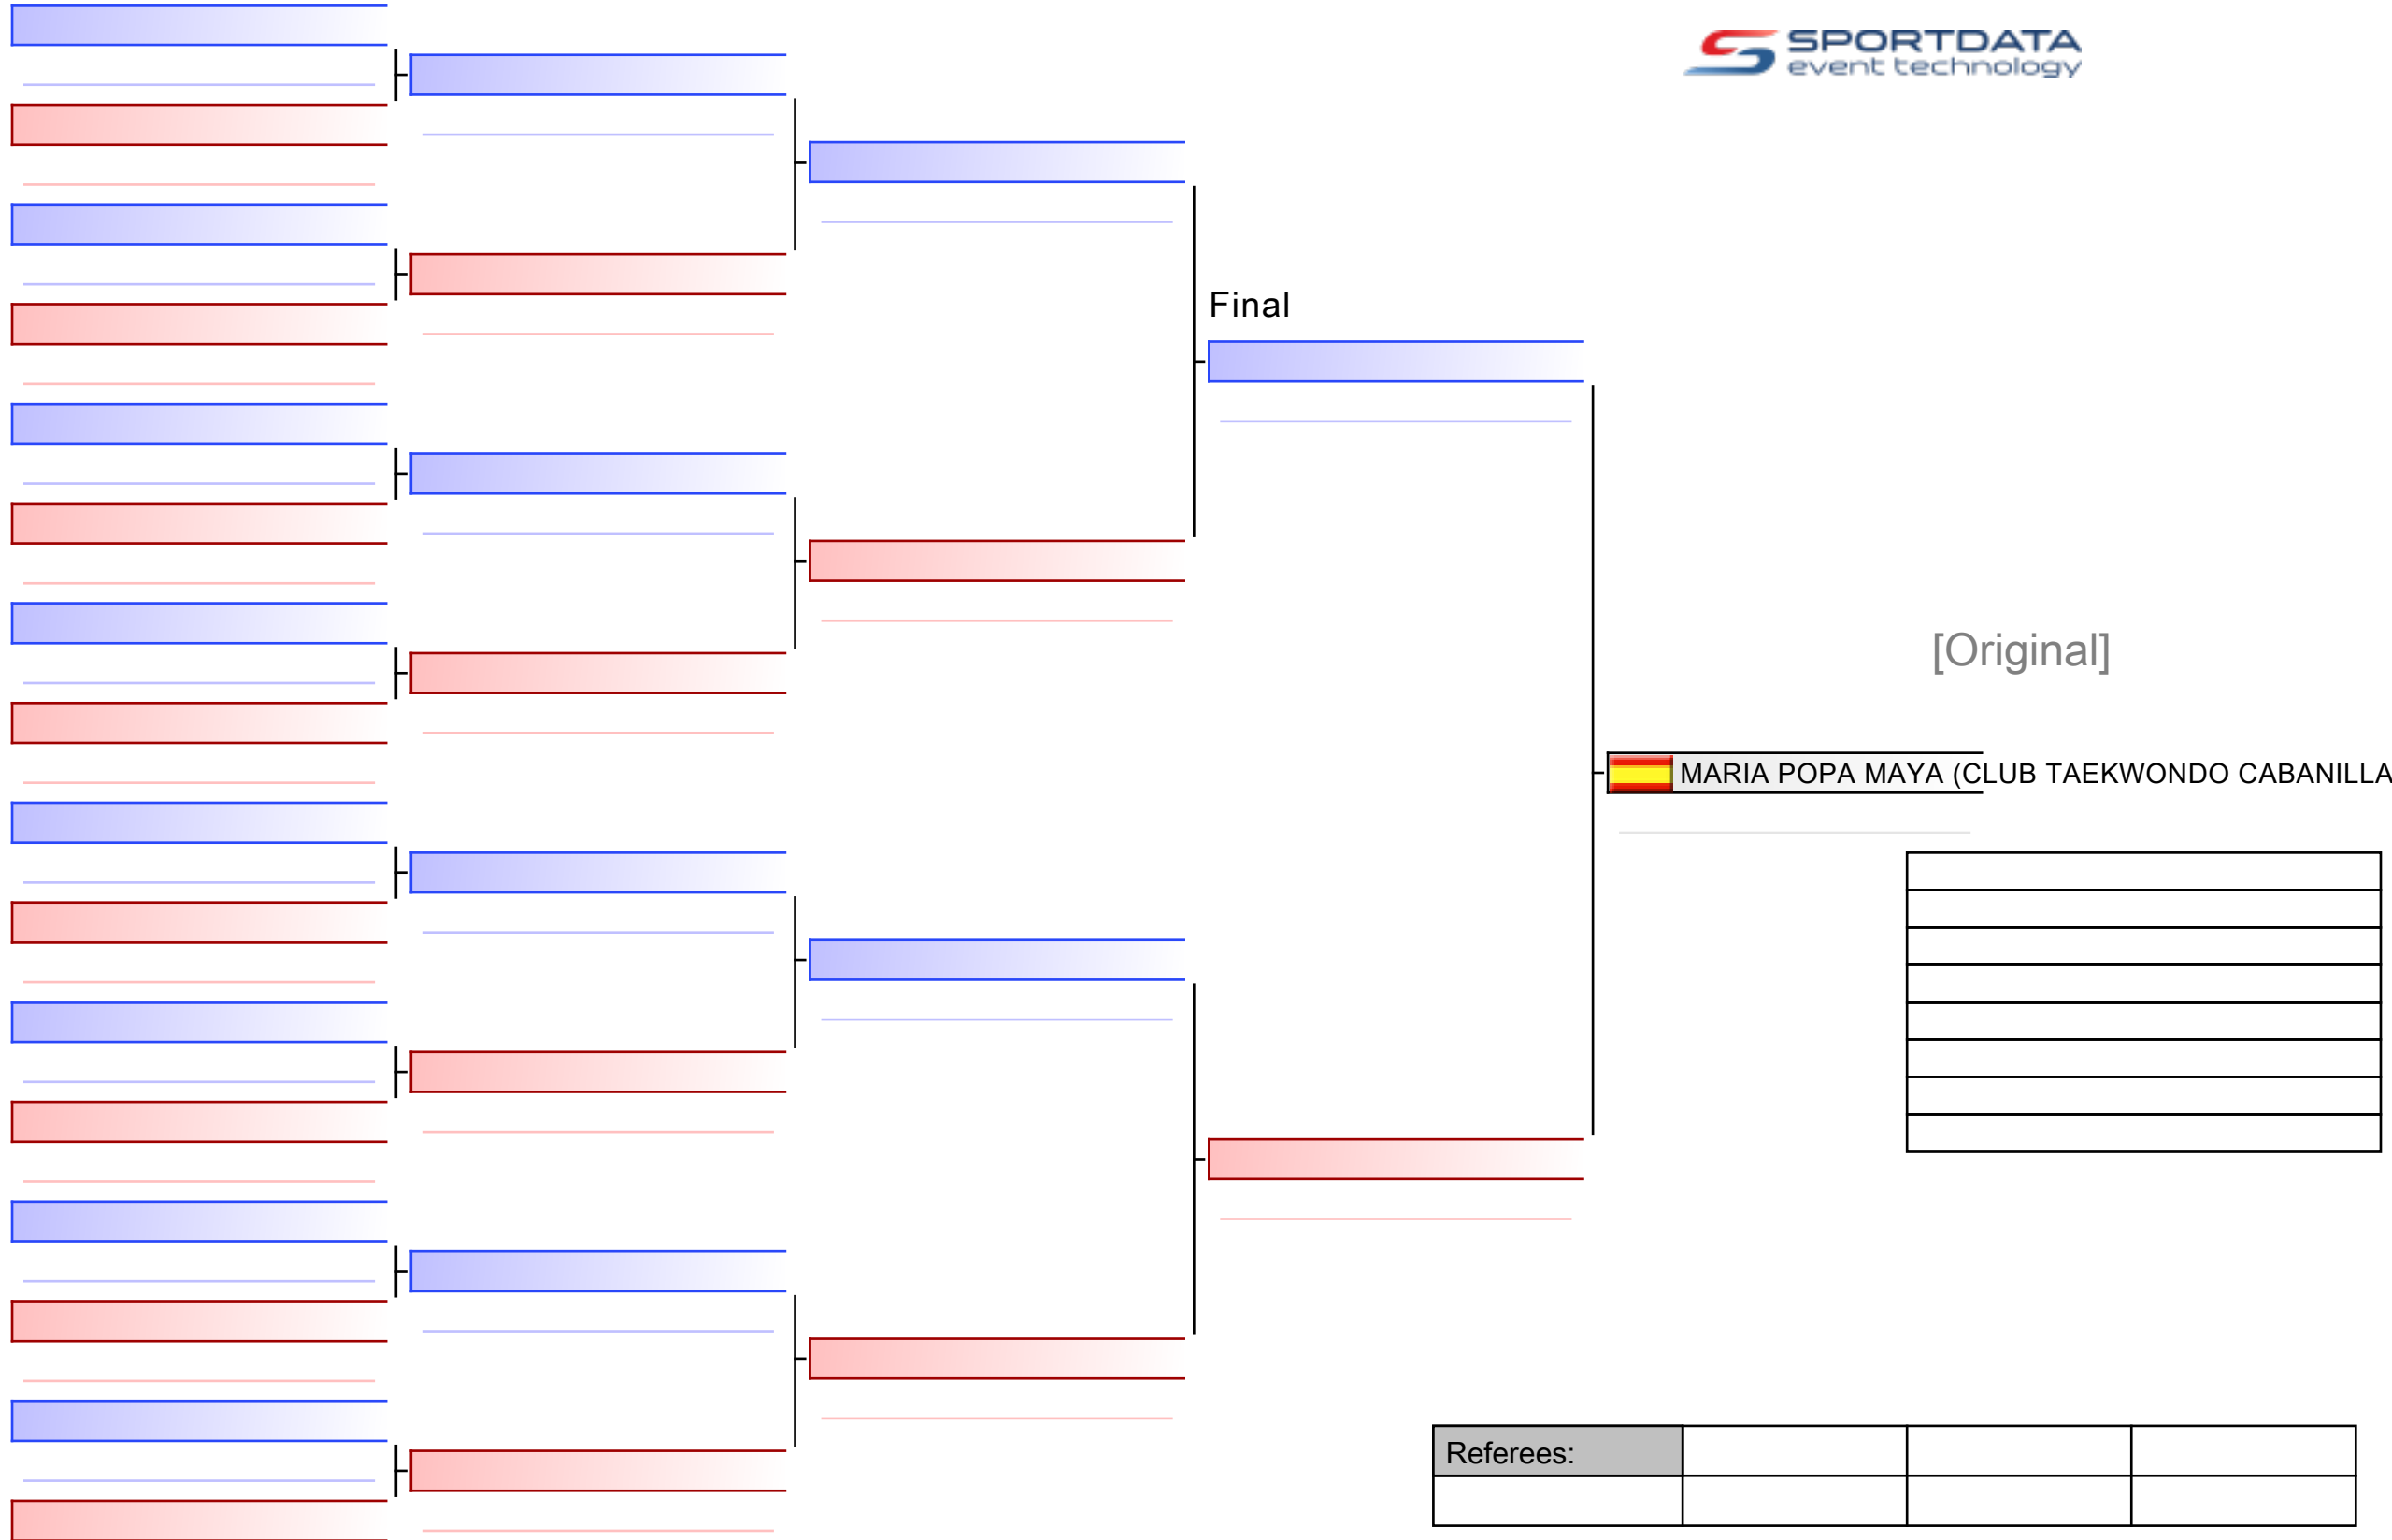 SPORTDATA
event technology
Final
[Original]
MARIA POPA MAYA (CLUB TAEKWONDO CABANILLA
Referees: